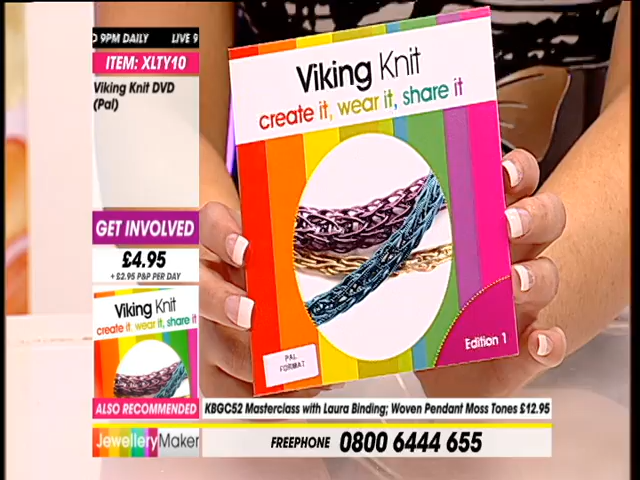 D 9PM DAILY LIVE 9
ITEM: XLTY10
Viking Knit DVD
(Pal)
GET INVOLVED
£4.95
+£2.95 P&P PER DAY
Viking Knit
create it, wear it, share it
ALSO RECOMMENDED
KBGC52 Masterclass with Laura Binding; Woven Pendant Moss Tones £12.95
JewelleryMaker
FREEPHONE 0800 6444 655
Viking Knit
create it, wear it, share it
PAL
FORMAT
Edition 1